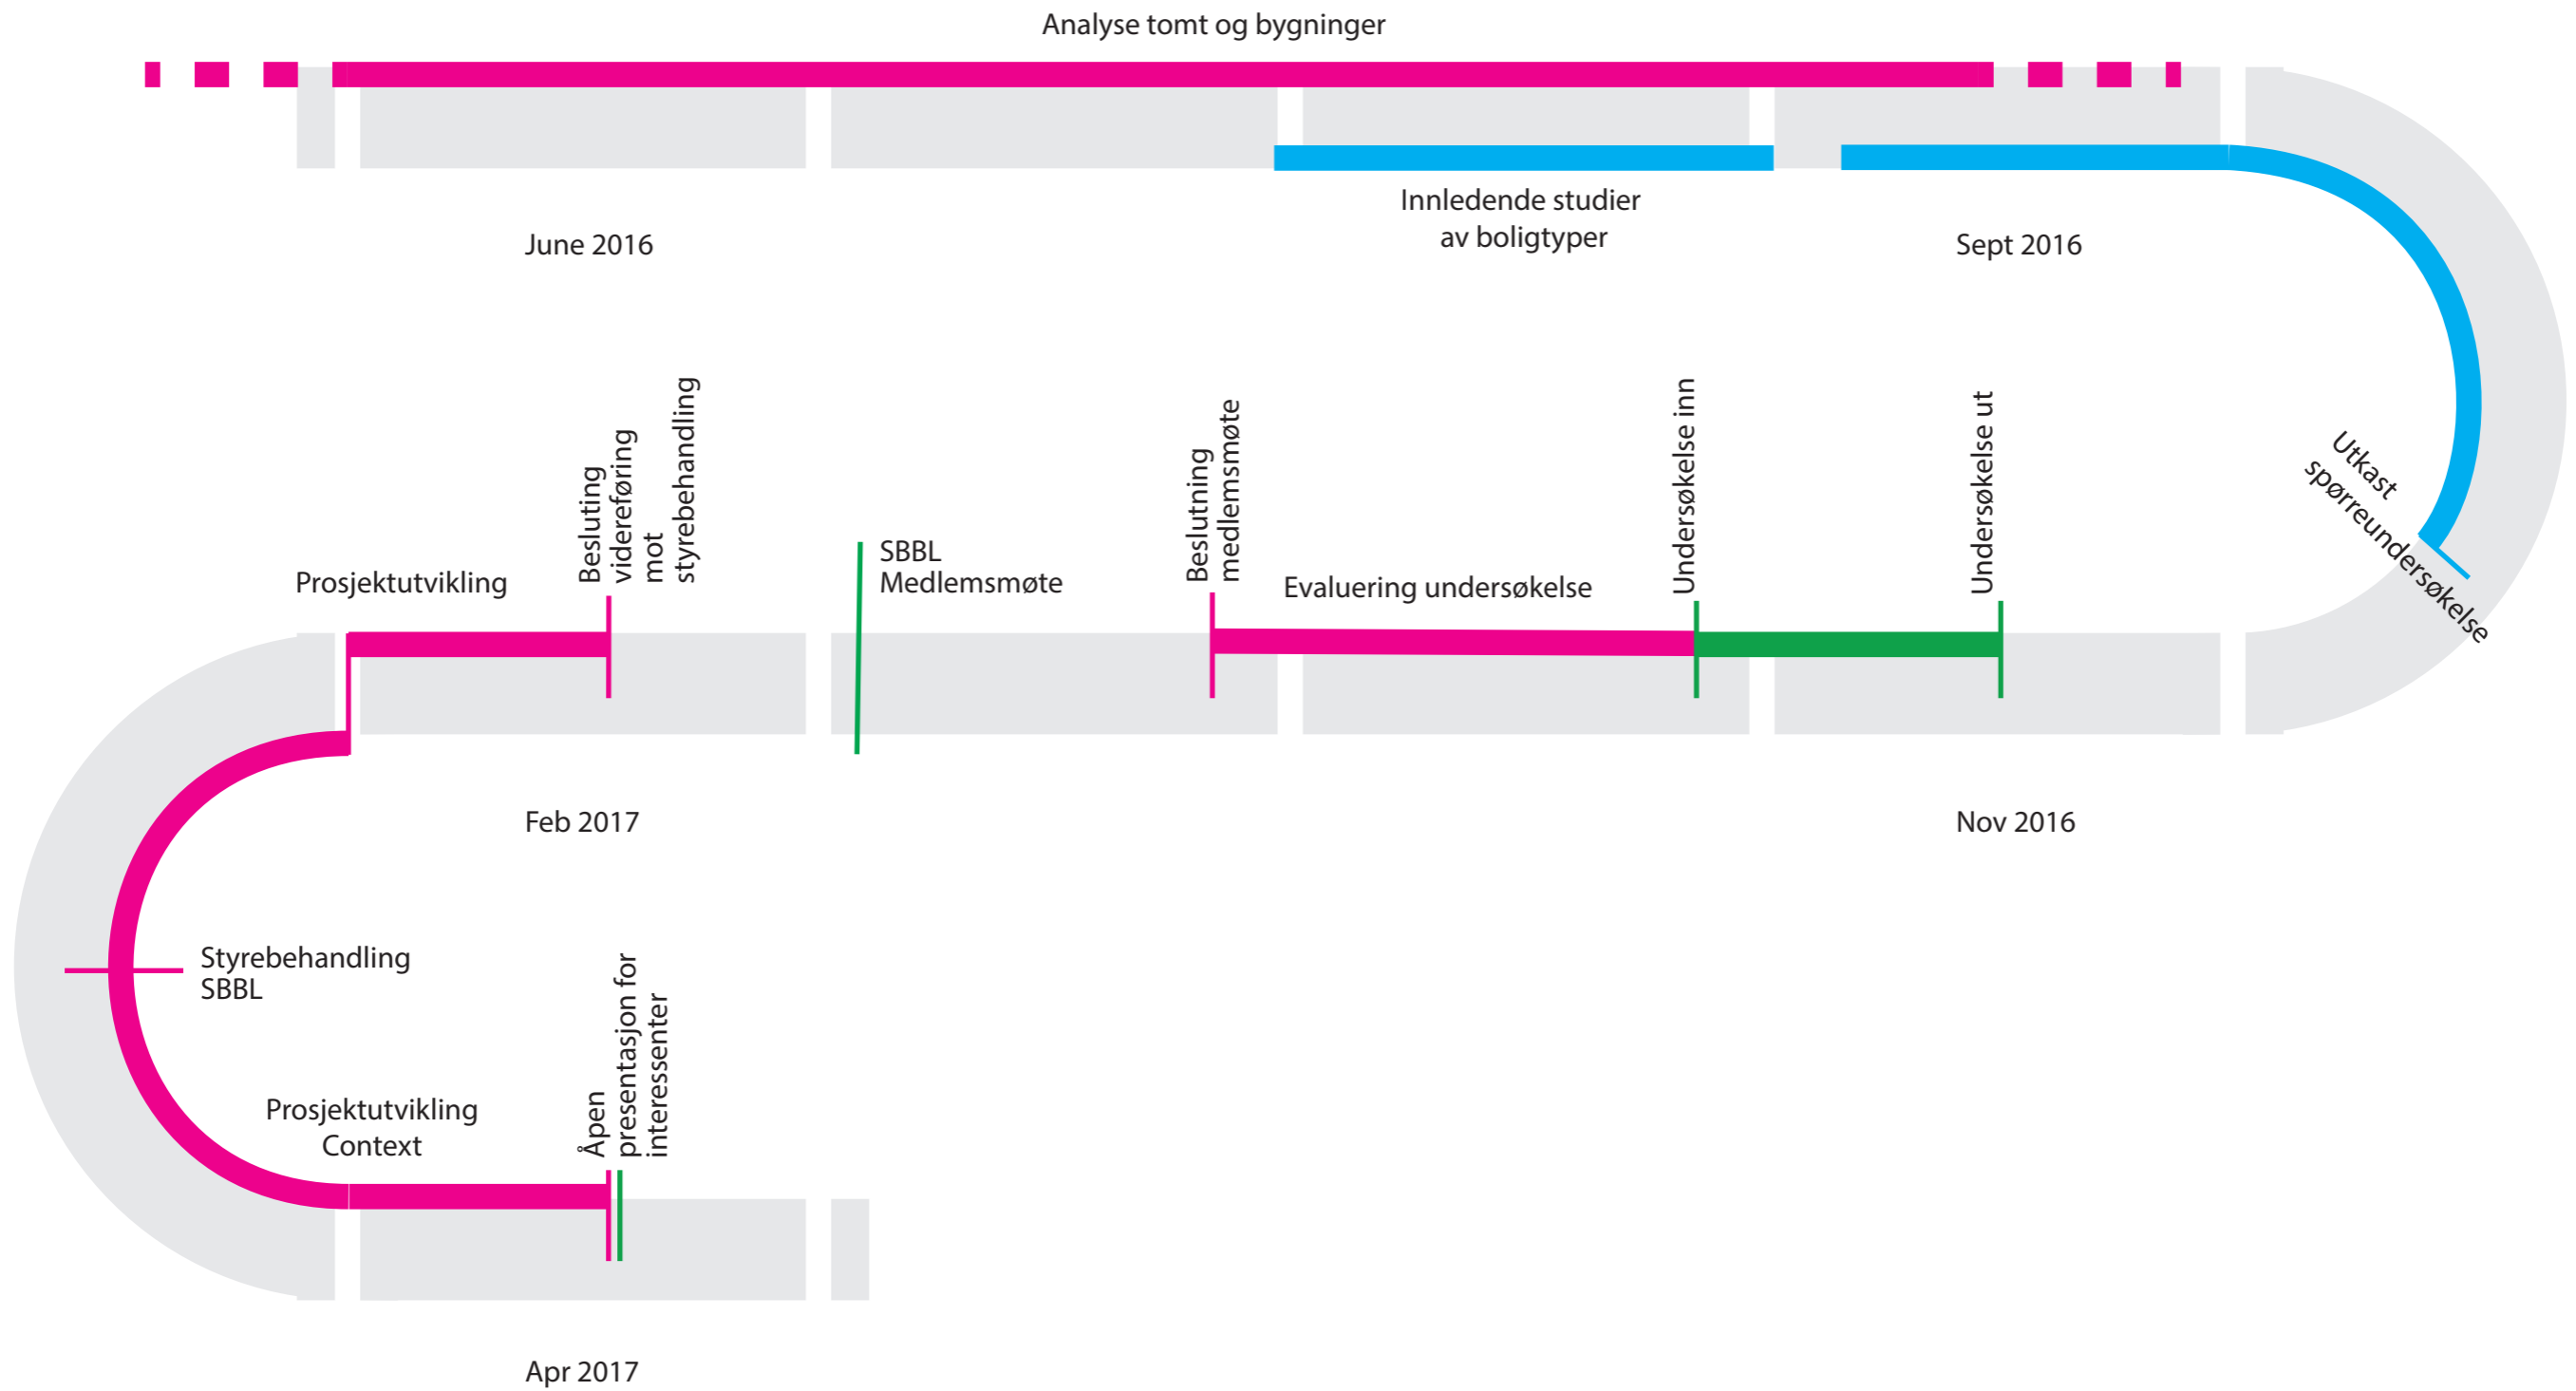 Analyse tomt og bygninger
Innledende studier
av boligtyper
June 2016
Sept 2016
Utkast
spørreundersøkelse
Undersøkelse ut
Undersøkelse inn
Evaluering undersøkelse
Beslutning
medlemsmøte
SBBL
Medlemsmøte
Besluting
videreføring
mot
styrebehandling
Prosjektutvikling
Nov 2016
Feb 2017
Styrebehandling
SBBL
Prosjektutvikling
Context
Åpen
presentasjon for
interessenter
Apr 2017